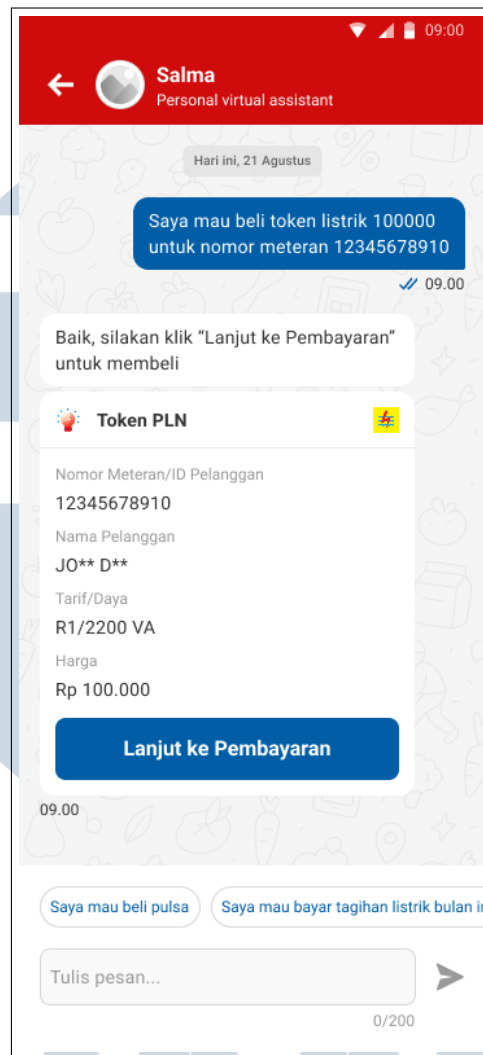 09:00
Salma
Personal virtual assistant
Hari ini, 21 Agustus
Saya mau beli token listrik 100000
untuk nomor meteran 12345678910
09.00
Baik, silakan klik “Lanjut ke Pembayaran”
untuk membeli
Token PLN
Nomor Meteran/ID Pelanggan
12345678910
Nama Pelanggan
JO** D**
Tarif/Daya
R1/2200 VA
Harga
Rp 100.000
Lanjut ke Pembayaran
09.00
Saya mau beli pulsa
Saya mau bayar tagihan listrik bulan
Tulis pesan...
0/200